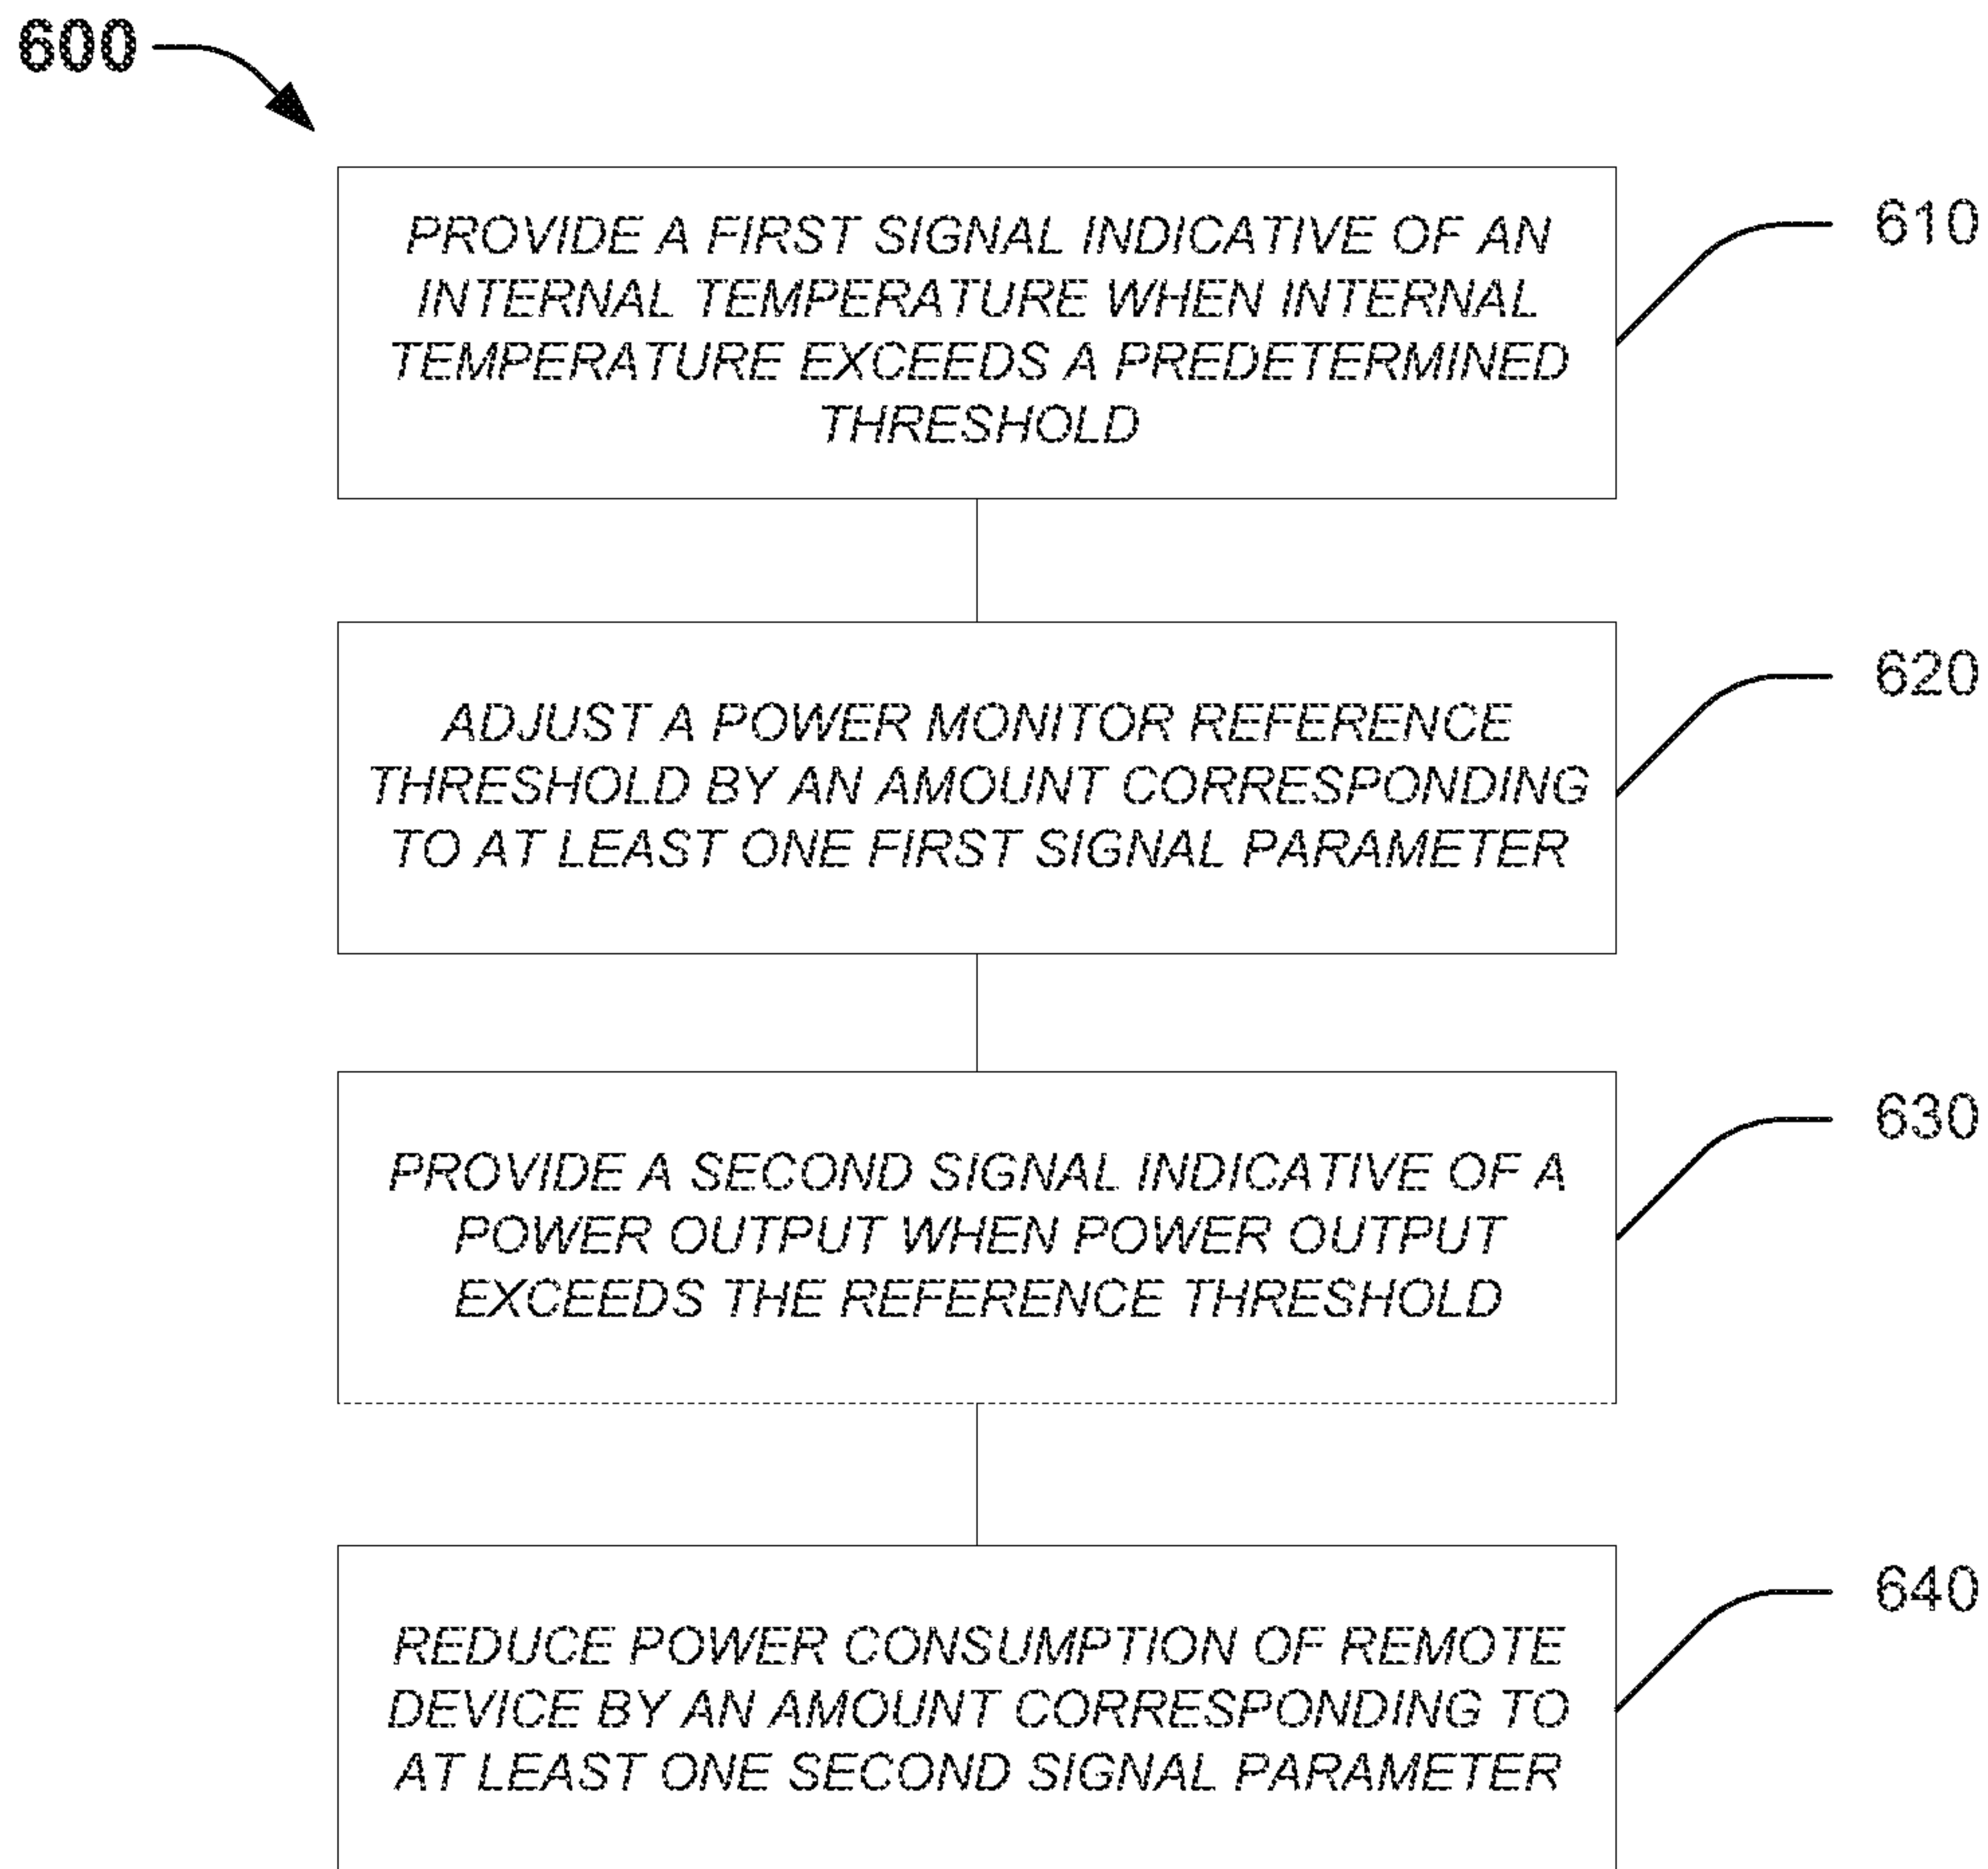 600
PROVIDE A FIRST SIGNAL INDICATIVE OF AN
INTERNAL TEMPERATURE WHEN INTERNAL
TEMPERATURE EXCEEDS A PREDETERMINED
THRESHOLD
610
ADJUST A POWER MONITOR REFERENCE
THRESHOLD BY AN AMOUNT CORRESPONDING
TO AT LEAST ONE FIRST SIGNAL PARAMETER
620
PROVIDE A SECOND SIGNAL INDICATIVE OF A
POWER OUTPUT WHEN POWER OUTPUT
EXCEEDS THE REFERENCE THRESHOLD
630
REDUCE POWER CONSUMPTION OF REMOTE
DEVICE BY AN AMOUNT CORRESPONDING TO
AT LEAST ONE SECOND SIGNAL PARAMETER
640